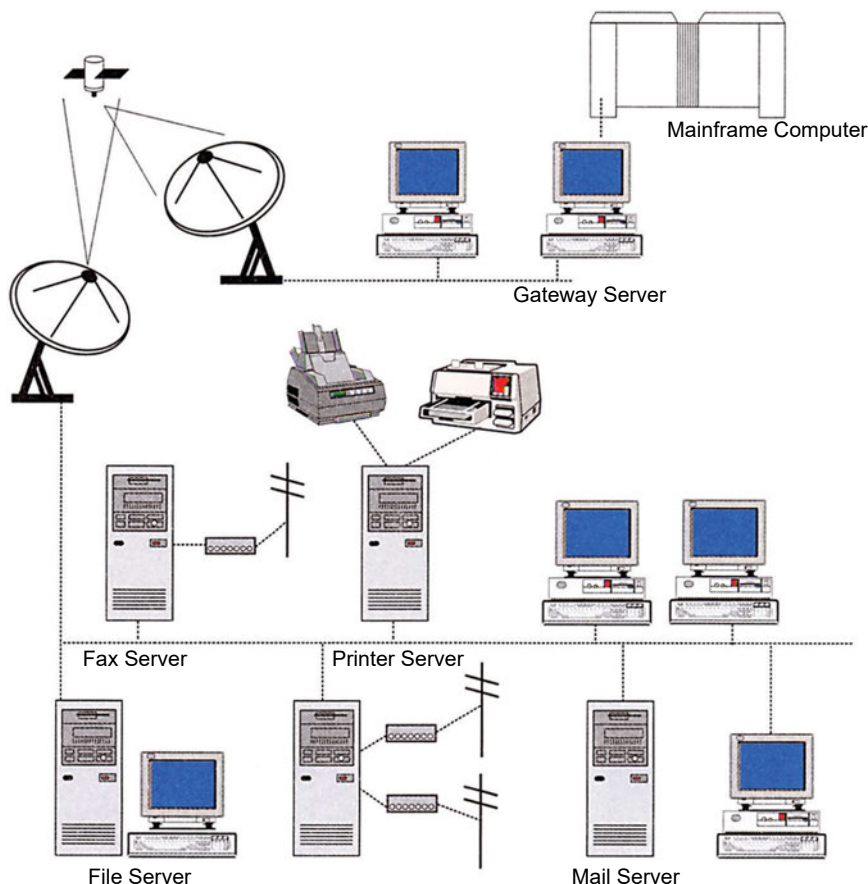 Mainframe Computer
Gateway Server
Fax Server
Printer Server
File Server
Mail Server